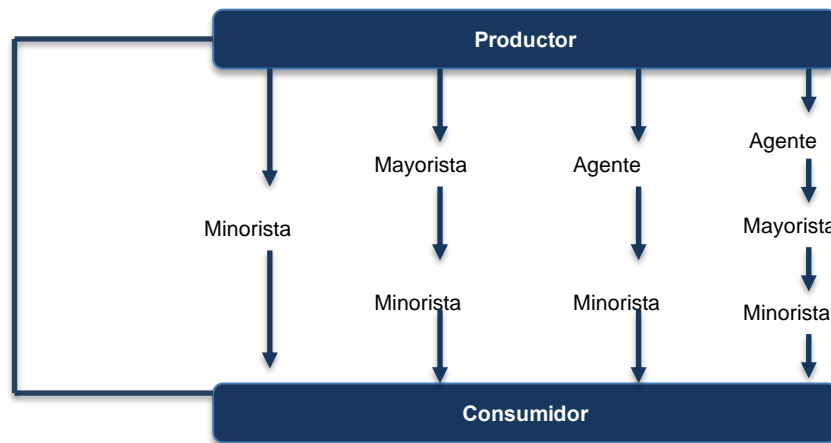 Productor
Agente
Mayorista
Agente
Minorista
Mayorista
Minorista
Minorista
Minorista
Consumidor